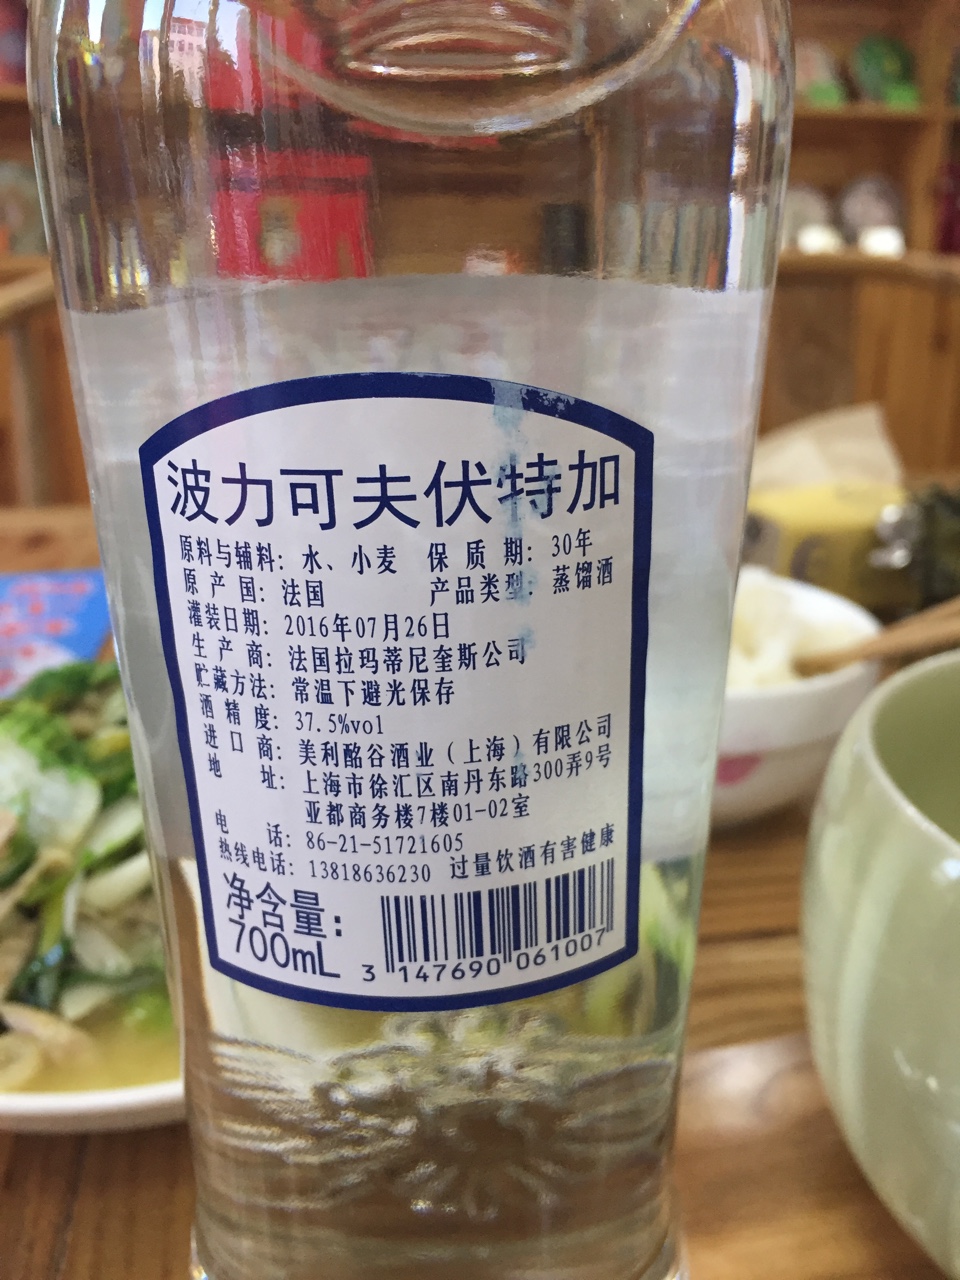 波力可夫伏特加
原料与辅料: 水、小麦 保质期: 30年
原产国: 法国 产品类型: 蒸馏酒
灌装日期: 2016年07月26日
生产商: 法国拉玛蒂尼奎斯公司
贮藏方法: 常温下避光保存
酒精度: 37.5%vol
进口商: 美利酩谷酒业(上海)有限公司
地址: 上海市徐汇区南丹东路300弄9号
亚都商务楼7楼01-02室
电话: 86-21-51721605
热线电话: 13818636230 过量饮酒有害健康
净含量:
700mL
3 147690 061007